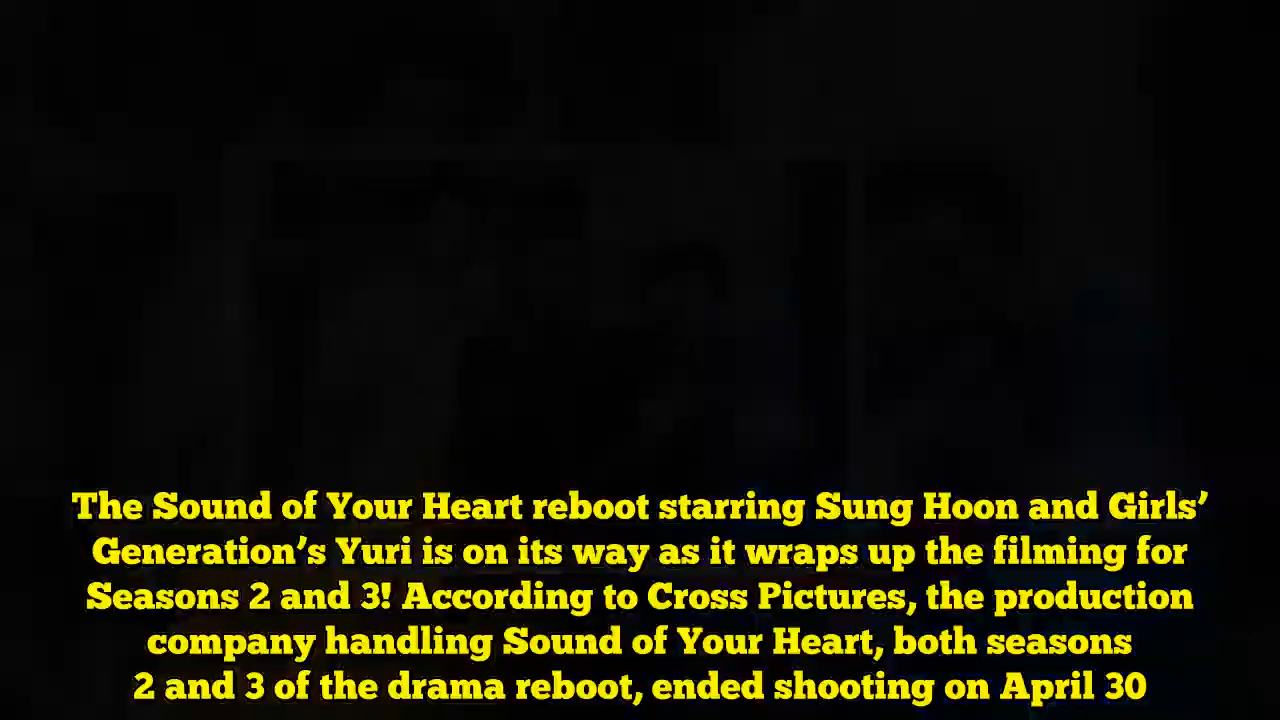 The Sound of Your Heart reboot starring Sung Hoon and Girls’
Generation’s Yuri is on its way as it wraps up the filming for
Seasons 2 and 3! According to Cross Pictures, the production
company handling Sound of Your Heart, both seasons
2 and 3 of the drama reboot, ended shooting on April 30